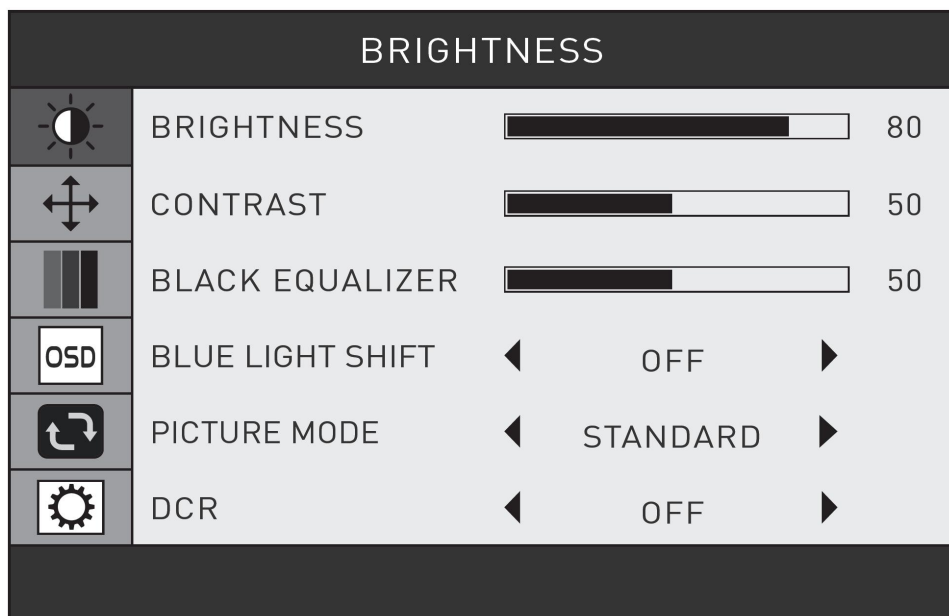 BRIGHTNESS
BRIGHTNESS 80
CONTRAST 50
BLACK EQUALIZER 50
OSD
BLUE LIGHT SHIFT OFF
PICTURE MODE STANDARD
DCR OFF